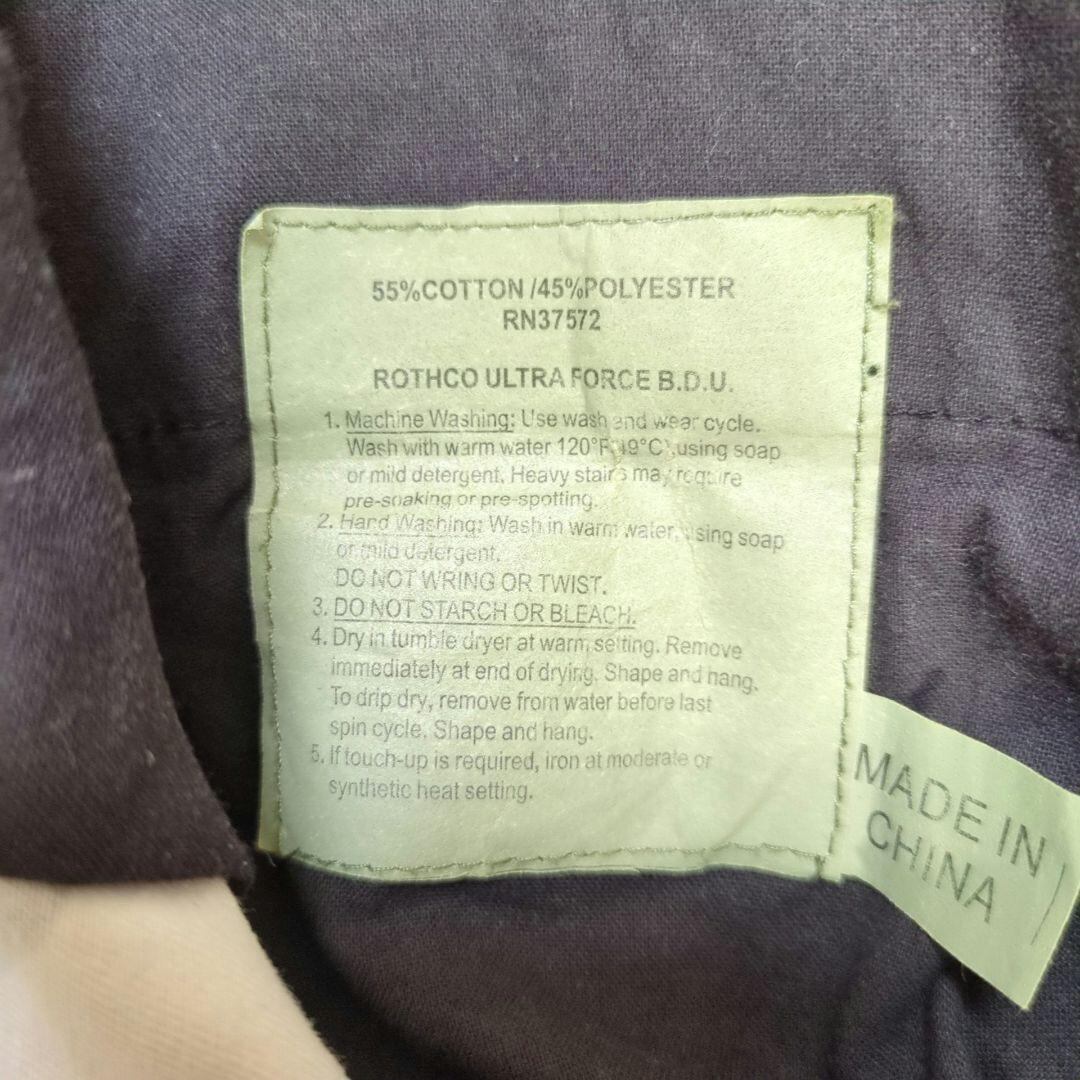 55%COTTON /45%POLYESTER
RN37572
ROTHCO ULTRA FORCE B.D.U.
1. Machine Washing: Use wash and wear cycle.
Wash with warm water 120°F(49°C),using soap
or mild detergent. Heavy stains may require
pre-soaking or pre-spotting.
2. Hard Washing: Wash in warm water, using soap
or mild detergent.
DO NOT WRING OR TWIST.
3. DO NOT STARCH OR BLEACH.
4. Dry in tumble dryer at warm setting. Remove
immediately at end of drying. Shape and hang.
To drip dry, remove from water before last
spin cycle. Shape and hang.
5. If touch-up is required, iron at moderate or
synthetic heat setting.
MADE IN
CHINA